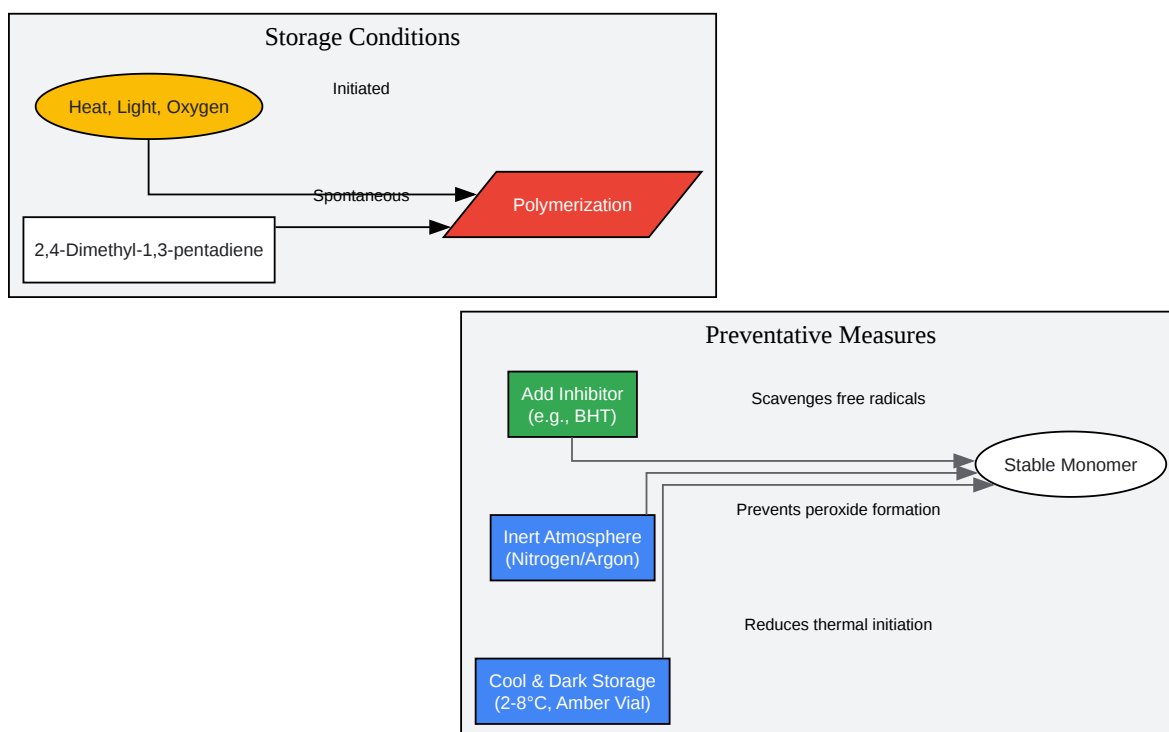 Storage Conditions
Initiated
Heat, Light, Oxygen
Spontaneous
Polymerization
2,4-Dimethyl-1,3-pentadiene
Preventative Measures
Add Inhibitor
(e.g., BHT)
Scavenges free radicals
Stable Monomer
Prevents peroxide formation
Inert Atmosphere
(Nitrogen/Argon)
Reduces thermal initiation
Cool & Dark Storage
(2-8°C, Amber Vial)